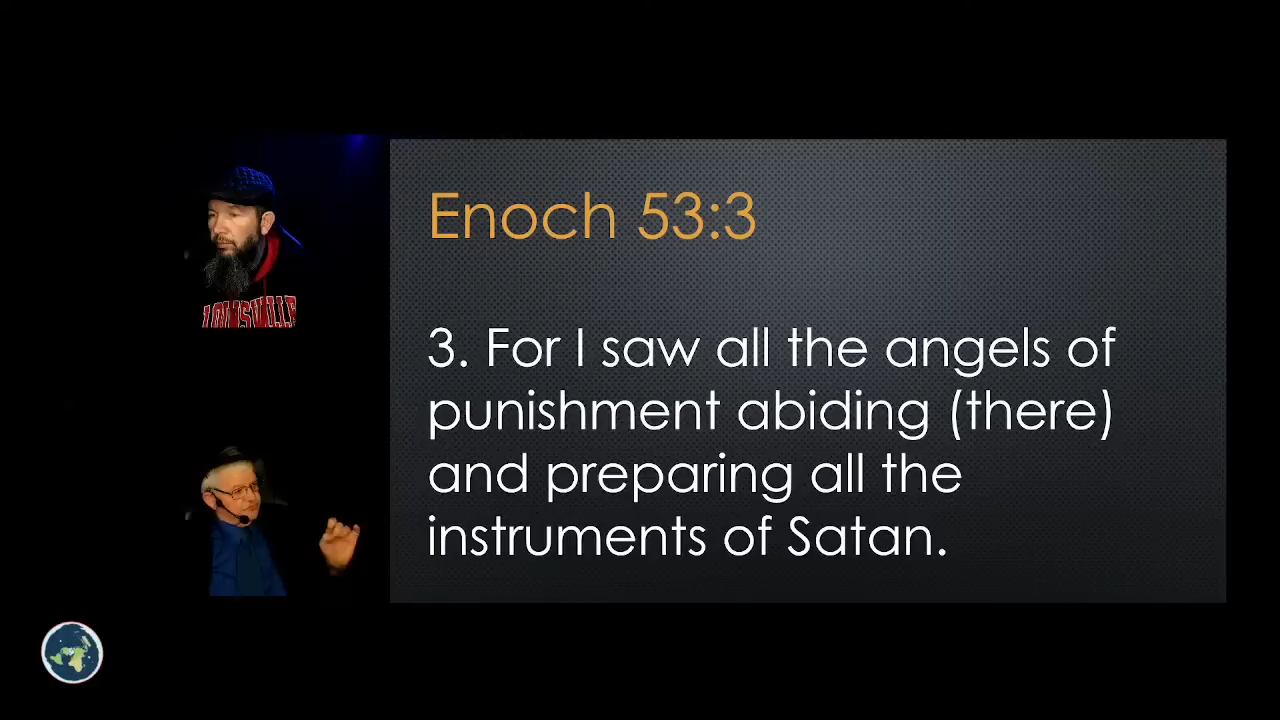 Enoch 53:3
3. For I saw all the angels of
punishment abiding (there)
and preparing all the
instruments of Satan.
LOUISVILLE